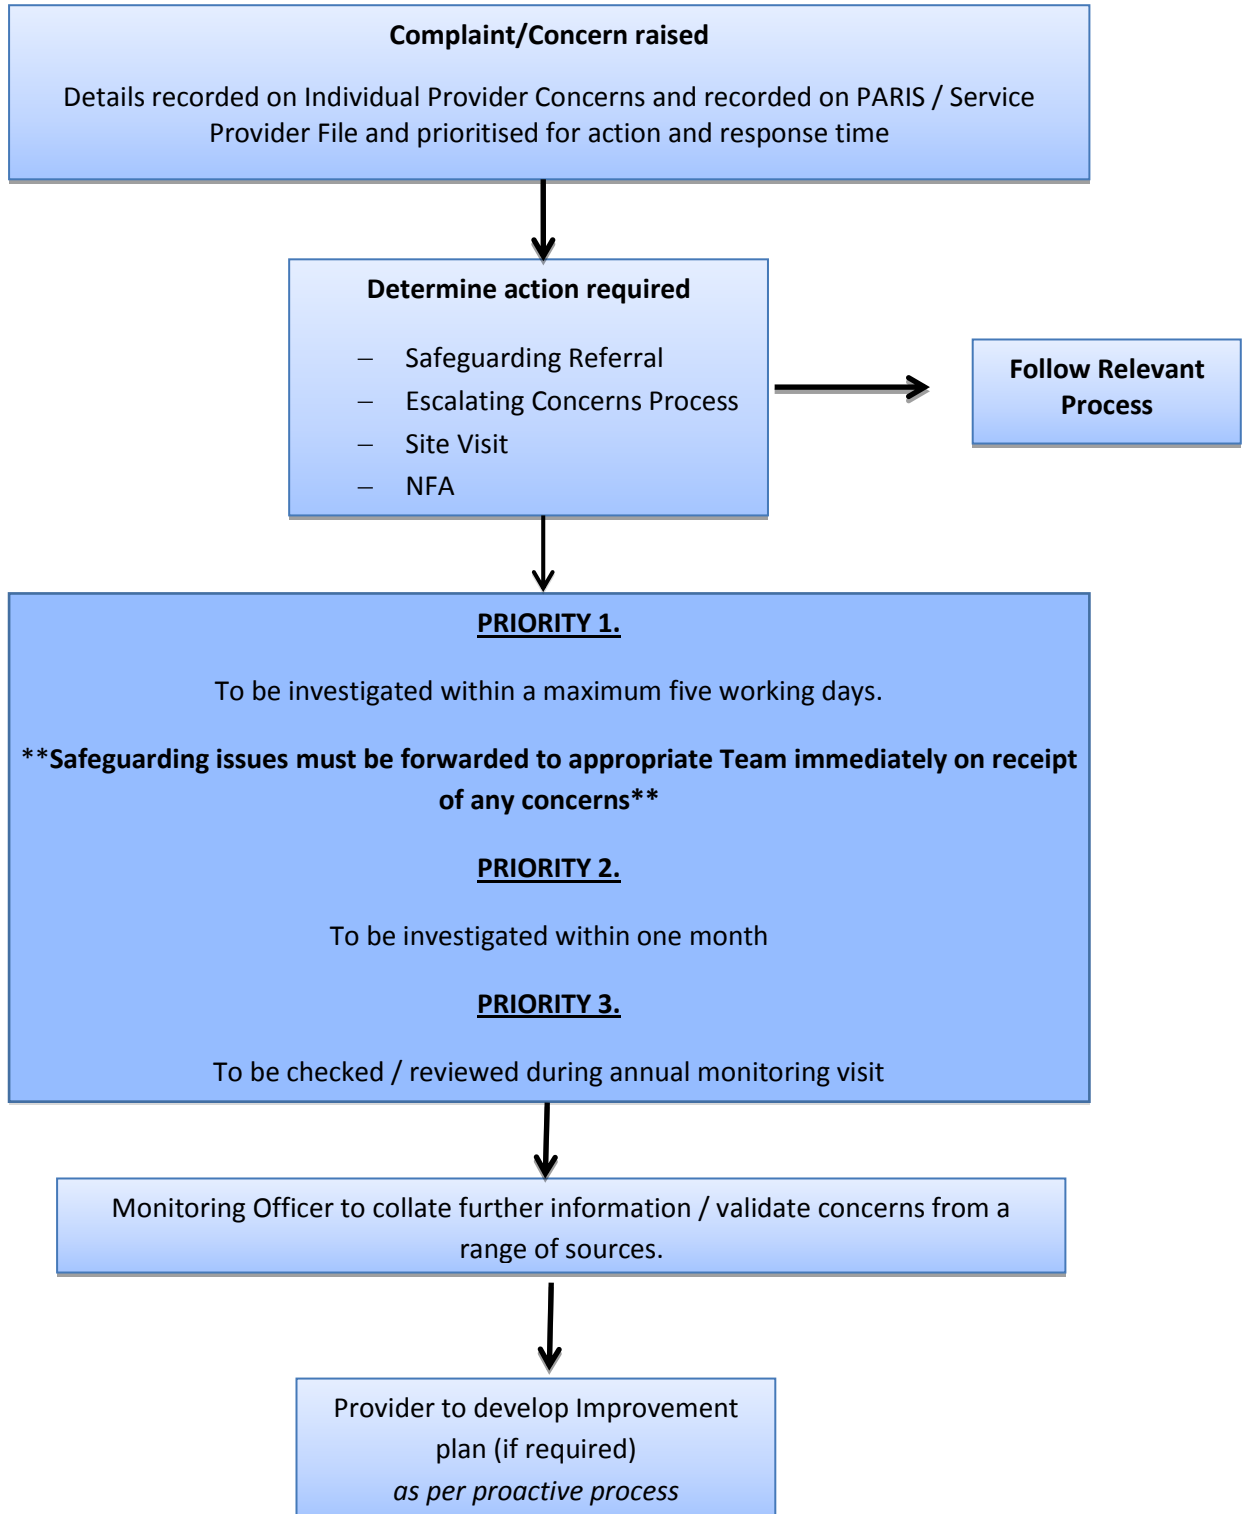 Complaint/Concern raised
Details recorded on Individual Provider Concerns and recorded on PARIS / Service
Provider File and prioritised for action and response time
Determine action required
– Safeguarding Referral
– Escalating Concerns Process
– Site Visit
– NFA
Follow Relevant
Process
PRIORITY 1.
To be investigated within a maximum five working days.
**Safeguarding issues must be forwarded to appropriate Team immediately on receipt
of any concerns**
PRIORITY 2.
To be investigated within one month
PRIORITY 3.
To be checked / reviewed during annual monitoring visit
Monitoring Officer to collate further information / validate concerns from a
range of sources.
Provider to develop Improvement
plan (if required)
as per proactive process